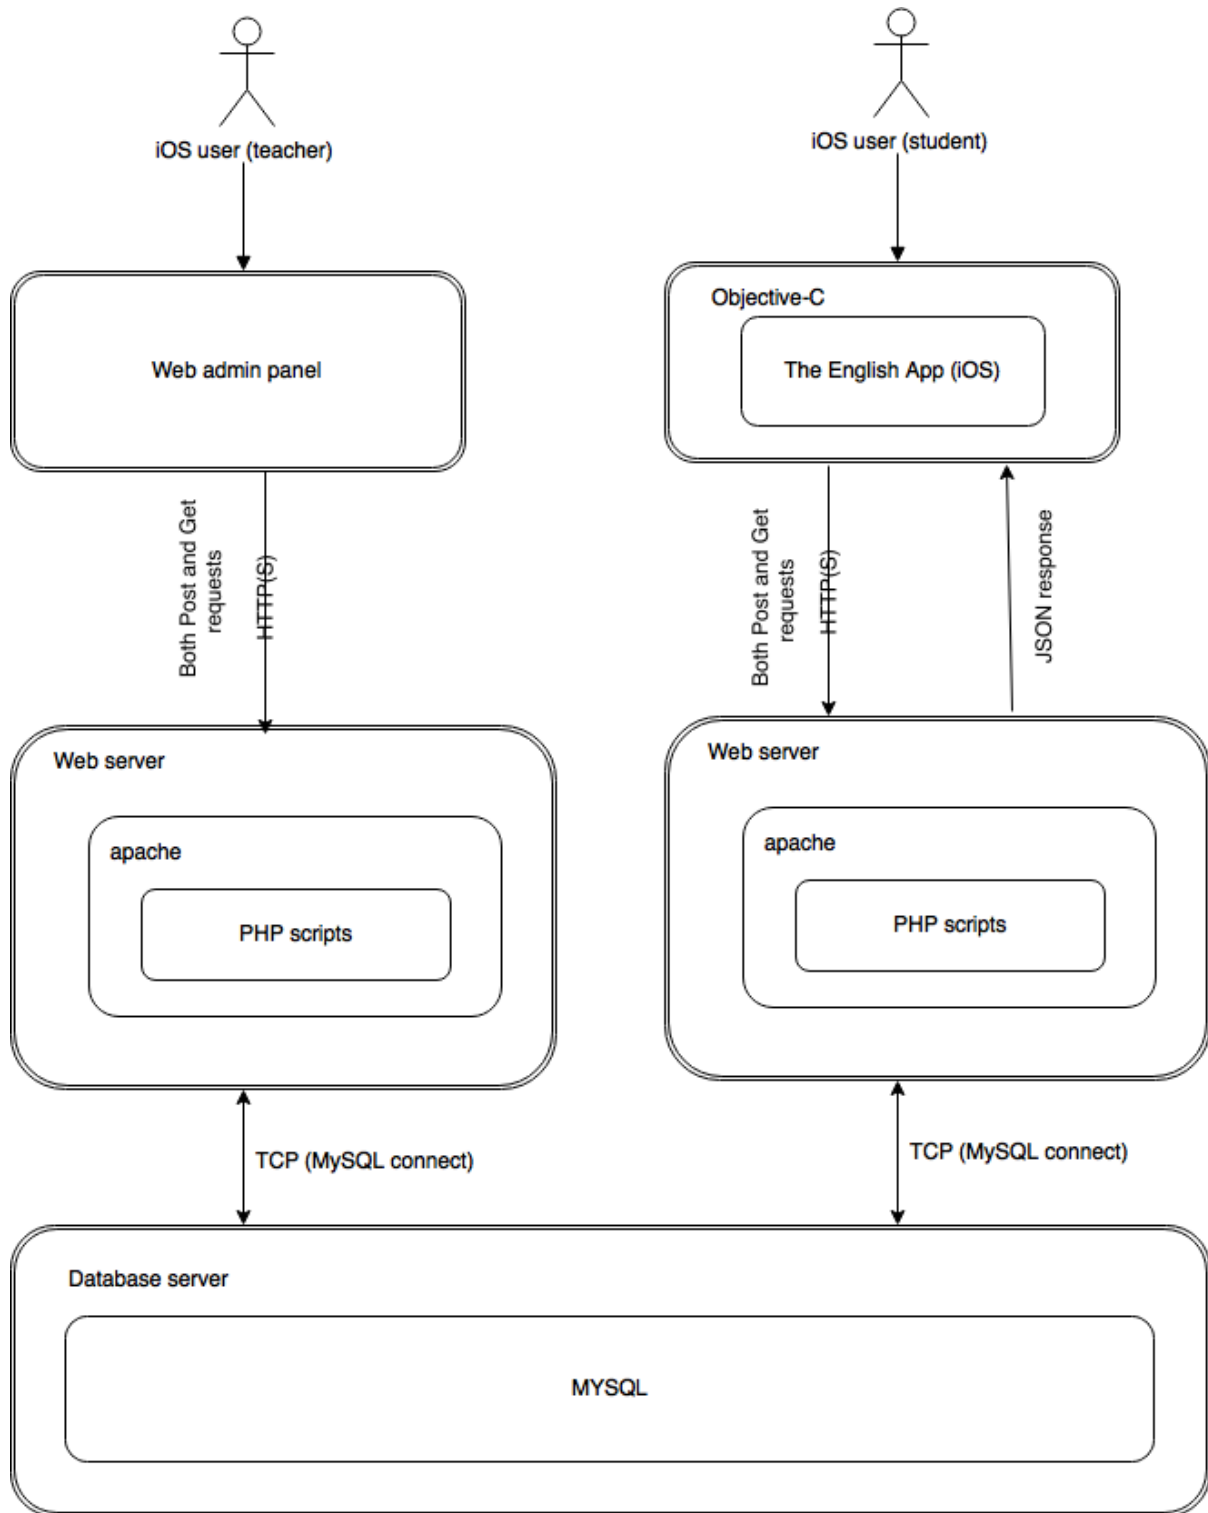 iOS user (teacher)
iOS user (student)
Web admin panel
Objective-C
The English App (iOS)
Both Post and Get
requests
HTTP(S)
Both Post and Get
requests
HTTP(S)
JSON response
Web server
apache
PHP scripts
Web server
apache
PHP scripts
TCP (MySQL connect)
TCP (MySQL connect)
Database server
MYSQL